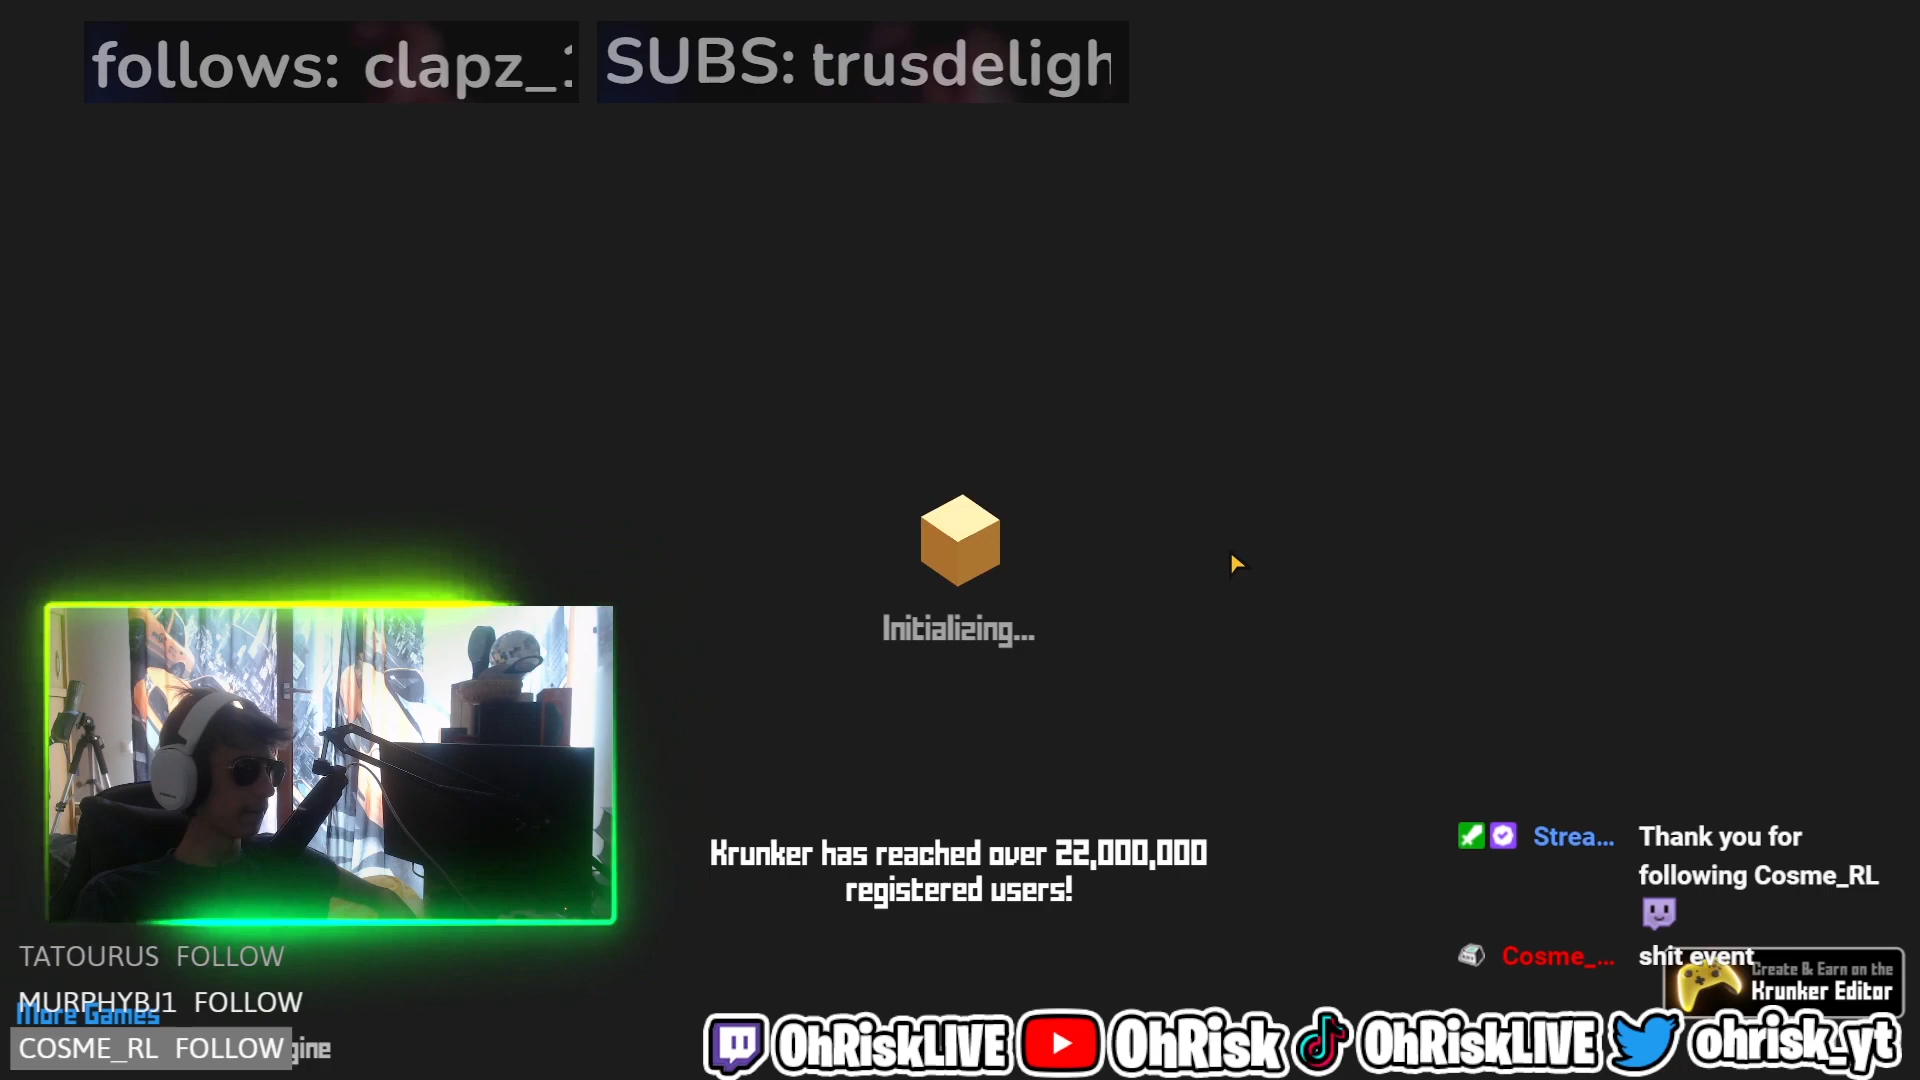 follows: clapz_
SUBS: trusdeligh
Initializing...
Krunker has reached over 22,000,000
registered users!
Strea... Thank you for
following Cosme_RL
Cosme_... shit event
Create & Earn on the
Krunker Editor
TATOURUS FOLLOW
MURPHYBJ1 FOLLOW
More Games
COSME_RL FOLLOW
OhRiskLIVE OhRisk OhRiskLIVE ohrisk_yt